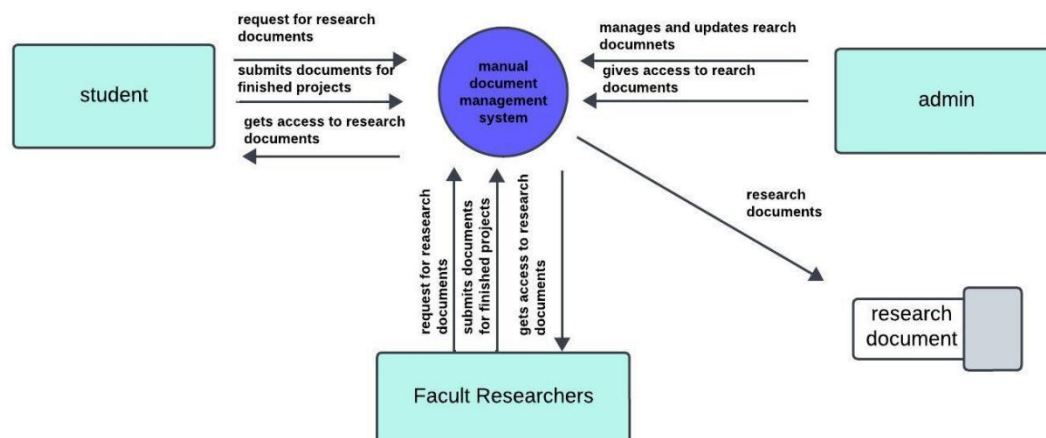 request for research
documents
student
submits documents for
finished projects
gets access to research
documents
manual
document
management
system
manages and updates rearch
documnets
gives access to rearch
documents
admin
research
documents
research
document
request for reasearch
documents
submits documents
for finished projects
gets access to research
documents
Facult Researchers